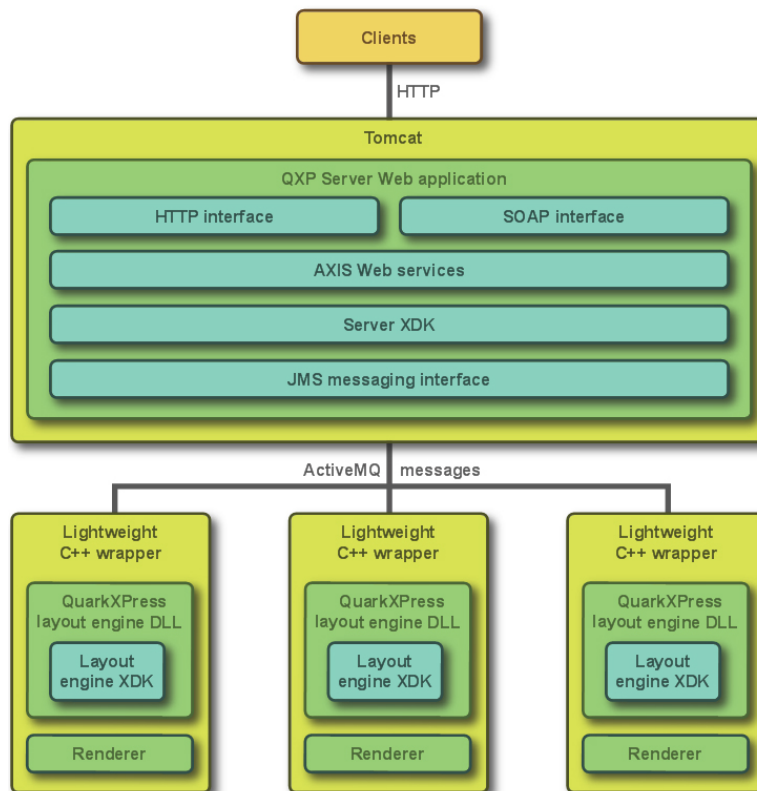 Clients
HTTP
Tomcat
QXP Server Web application
HTTP interface
SOAP interface
AXIS Web services
Server XDK
JMS messaging interface
ActiveMQ messages
Lightweight
C++ wrapper
QuarkXPress
layout engine DLL
Layout
engine XDK
Renderer
Lightweight
C++ wrapper
QuarkXPress
layout engine DLL
Layout
engine XDK
Renderer
Lightweight
C++ wrapper
QuarkXPress
layout engine DLL
Layout
engine XDK
Renderer